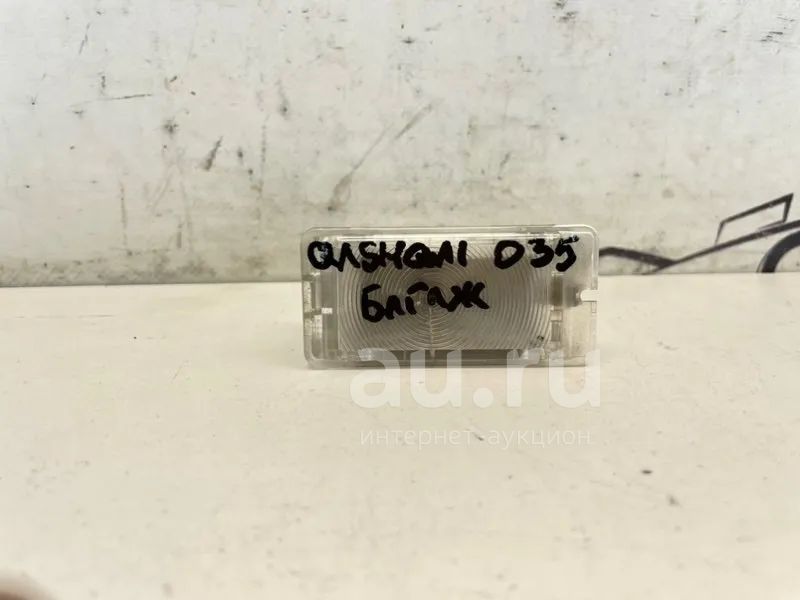 QASHQAI 035
БАГАЖ
au.ru
интернет аукцион